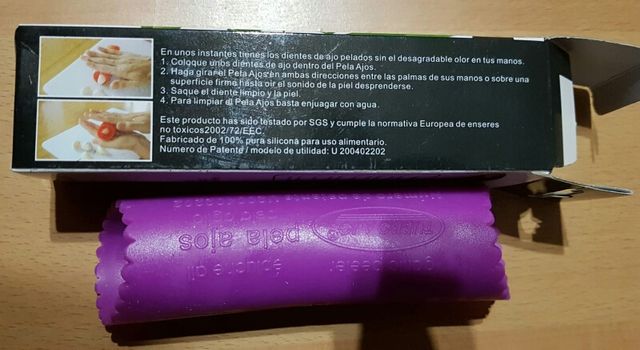 En unos instantes tienes los dientes de ajo pelados sin el desagradable olor en tus manos.
1. Coloque unos dientes de ajo dentro del Pela Ajos.
2. Haga girar el Pela Ajos en ambas direcciones entre las palmas de sus manos o sobre una
superficie firme hasta oir el sonido de la piel desprenderse.
3. Saque el diente limpio y la piel.
4. Para limpiar el Pela Ajos basta enjuagar con agua.
Este producto ha sido testado por SGS y cumple la normativa Europea de enseres
no tóxicos2002/72/EEC.
Fabricado de 100% pura silicona para uso alimentario.
Numero de Patente / modelo de utilidad: U 200402202
pela ajos